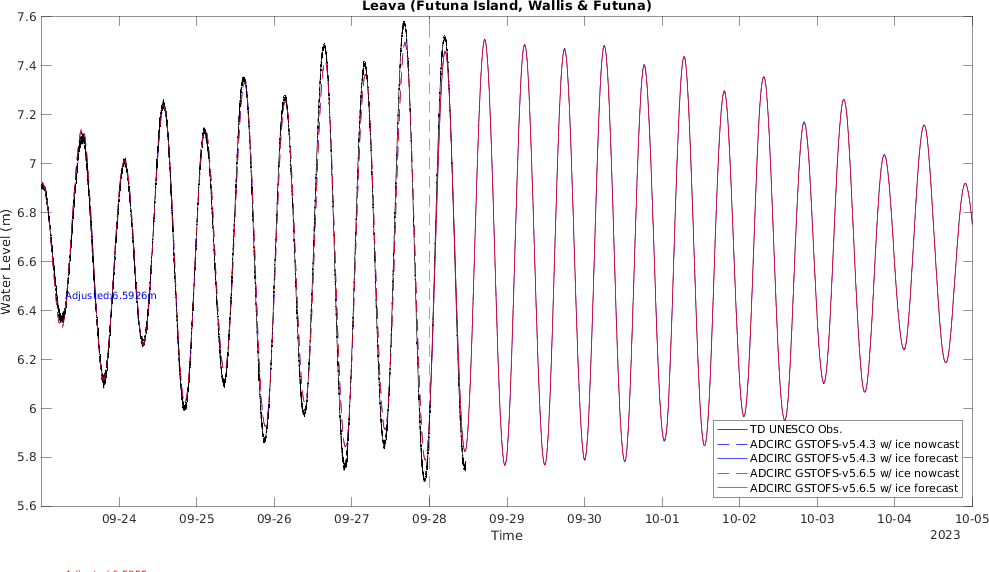 Leava (Futuna Island, Wallis & Futuna)
7.6
7.4
7.2
7
6.8
6.6
6.4
6.2
6
5.8
5.6
Water Level (m)
Adjusted:6.5926m
TD UNESCO Obs.
ADCIRC GSTOFS-v5.4.3 w/ ice nowcast
ADCIRC GSTOFS-v5.4.3 w/ ice forecast
ADCIRC GSTOFS-v5.6.5 w/ ice nowcast
ADCIRC GSTOFS-v5.6.5 w/ ice forecast
09-24 09-25 09-26 09-27 09-28 09-29 09-30 10-01 10-02 10-03 10-04 10-05
Time
2023